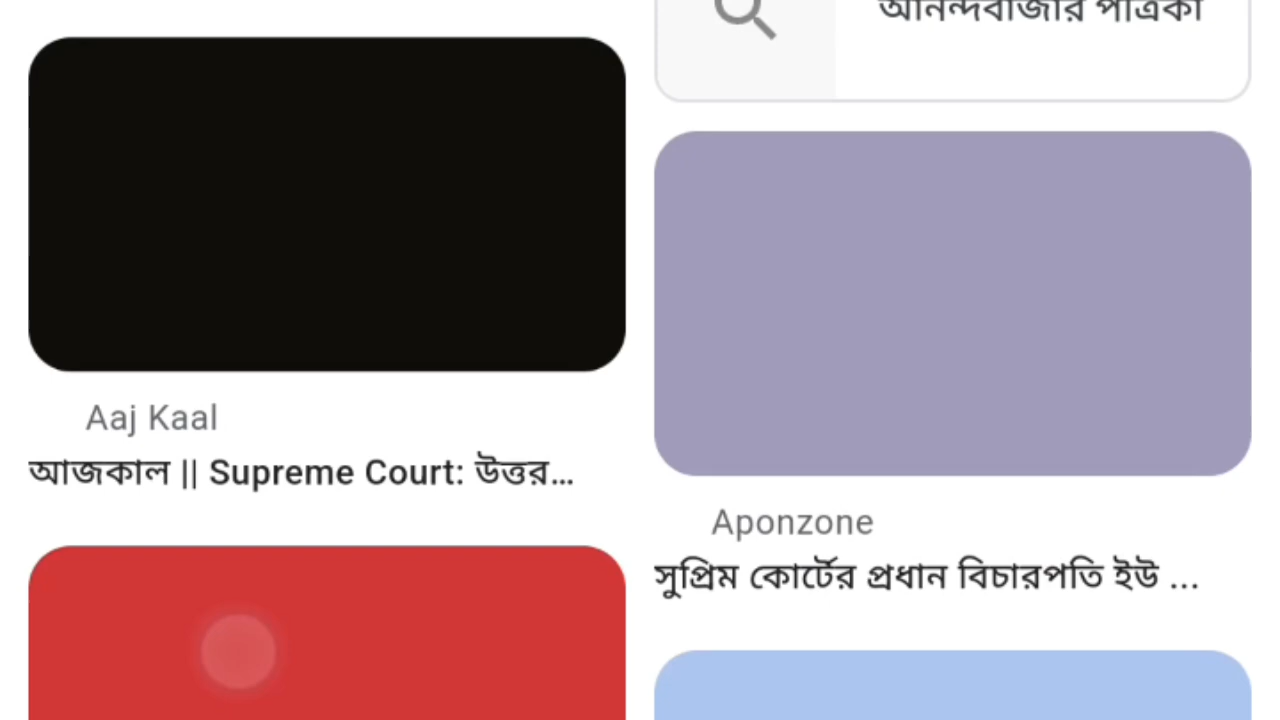 আনন্দবাজার পত্রিকা
Aaj Kaal
আজকাল || Supreme Court: উত্তর...
Aponzone
সুপ্রিম কোর্টের প্রধান বিচারপতি ইউ ...